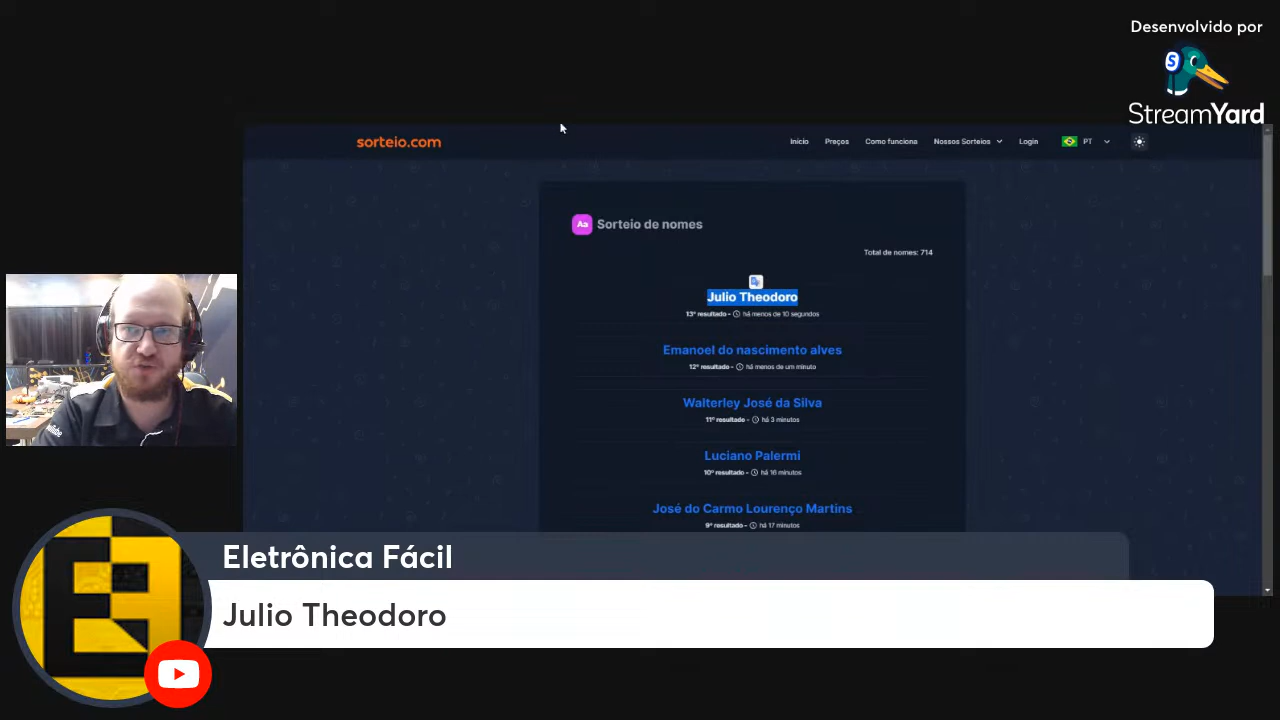 Desenvolvido por
StreamYard
sorteio.com
Início
Preços
Como funciona
Nossos Sorteios
Login
PT
Aa
Sorteio de nomes
Total de nomes: 714
Julio Theodoro
13º resultado - há menos de 10 segundos
Emanoel do nascimento alves
12º resultado - há menos de um minuto
Walterley José da Silva
11º resultado - há 3 minutos
Luciano Palermi
10º resultado - há 16 minutos
José do Carmo Lourenço Martins
9º resultado - há 17 minutos
Eletrônica Fácil
Julio Theodoro